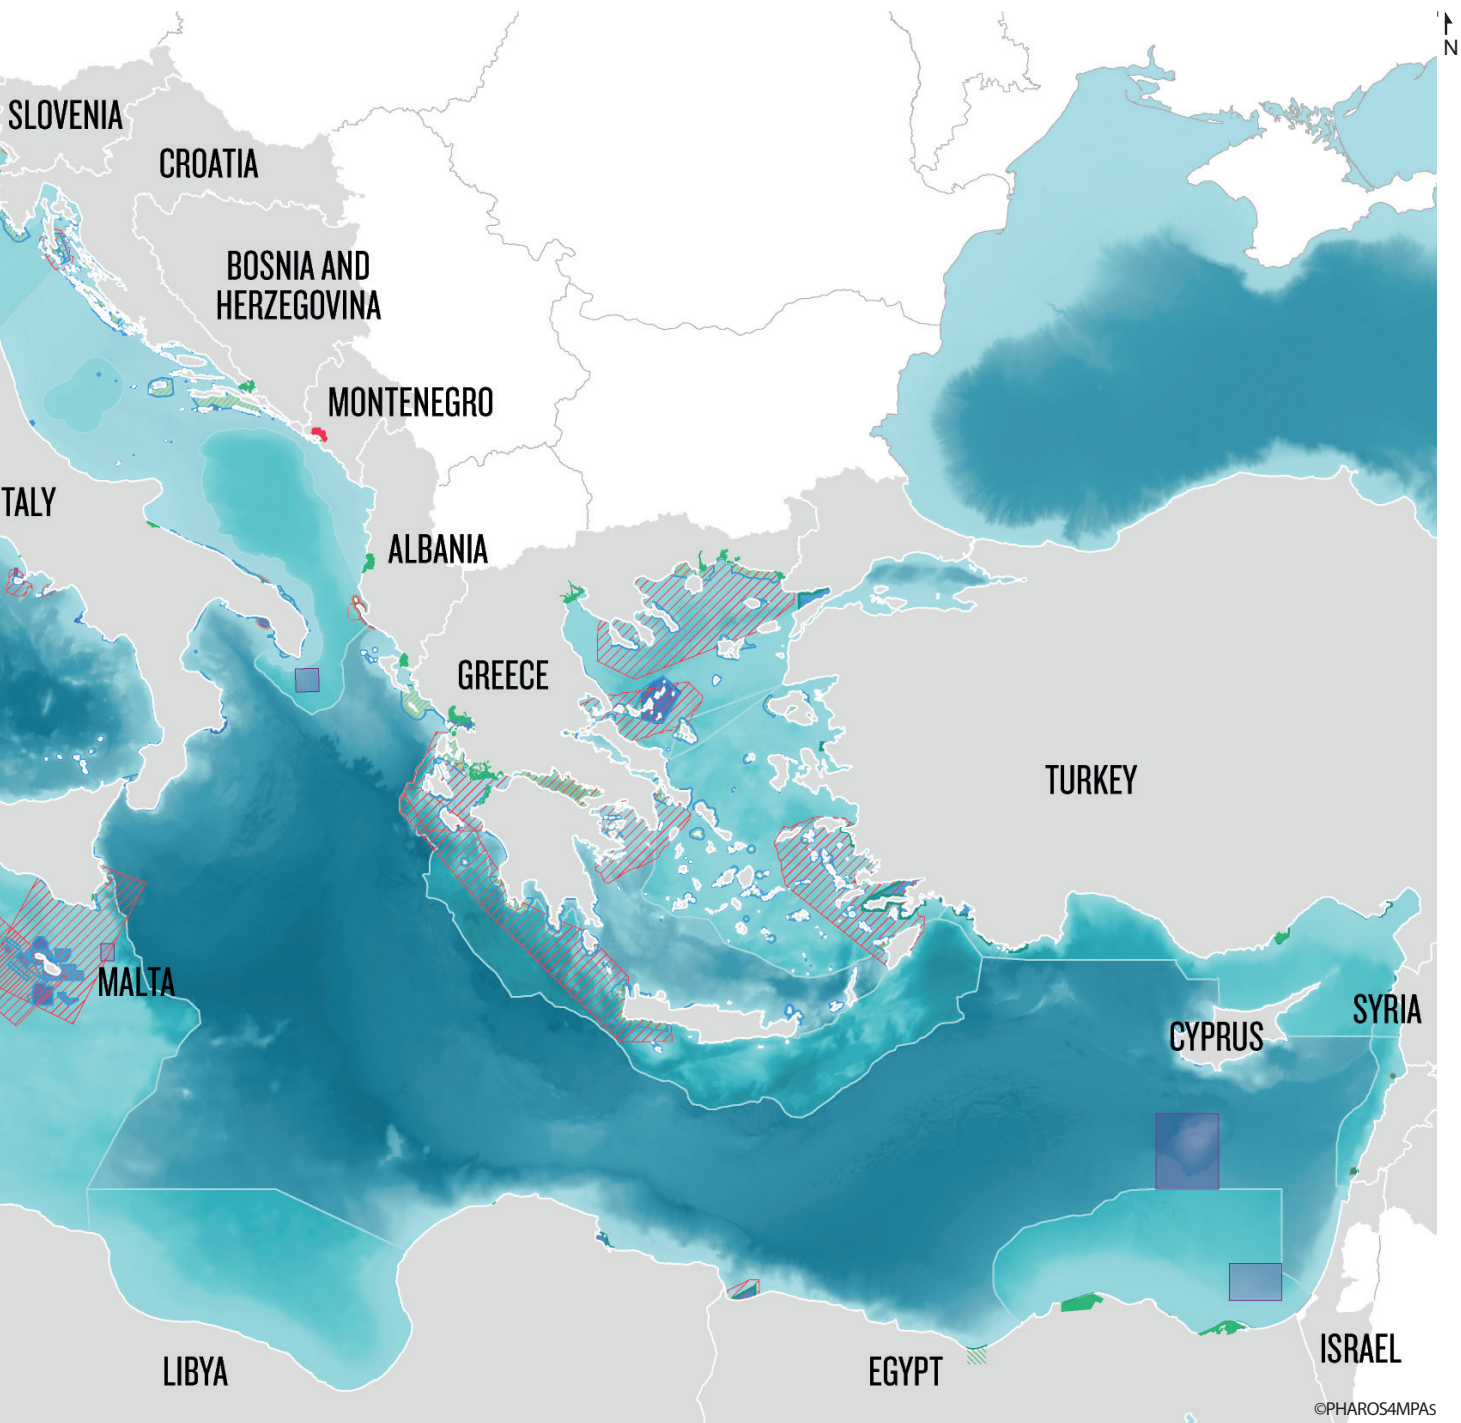 N
SLOVENIA
CROATIA
BOSNIA AND
HERZEGOVINA
MONTENEGRO
TALY
ALBANIA
GREECE
TURKEY
MALTA
SYRIA
CYPRUS
ISRAEL
LIBYA
EGYPT
©PHAROS4MPAs